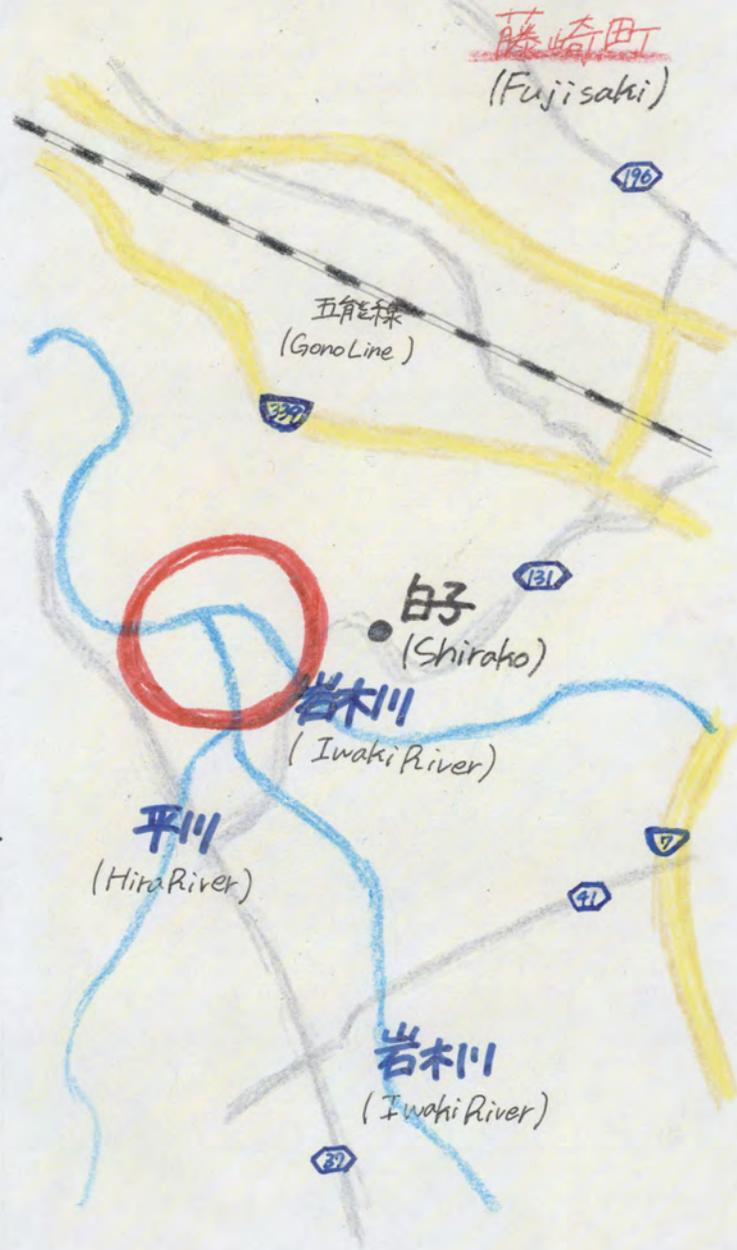 藤崎町
(Fujisaki)
196
五能線
(Gono Line)
339
131
白子
(Shirako)
岩木川
(Iwaki River)
平川
(Hira River)
7
41
岩木川
(Iwaki River)
37